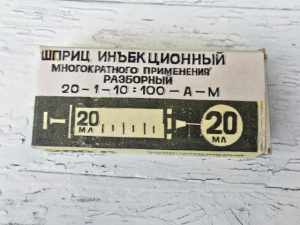 ШПРИЦ ИНЪЕКЦИОННЫЙ
МНОГОКРАТНОГО ПРИМЕНЕНИЯ
РАЗБОРНЫЙ
20-1-10:100-А-М
20 МЛ
20 МЛ